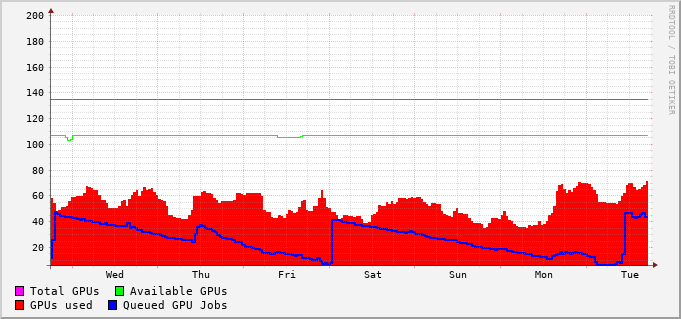 200
180
160
140
120
100
80
60
40
20
Wed Thu Fri Sat Sun Mon Tue
Total GPUs Available GPUs
GPUs used Queued GPU Jobs
RRDTOOL / TOBI OETIKER